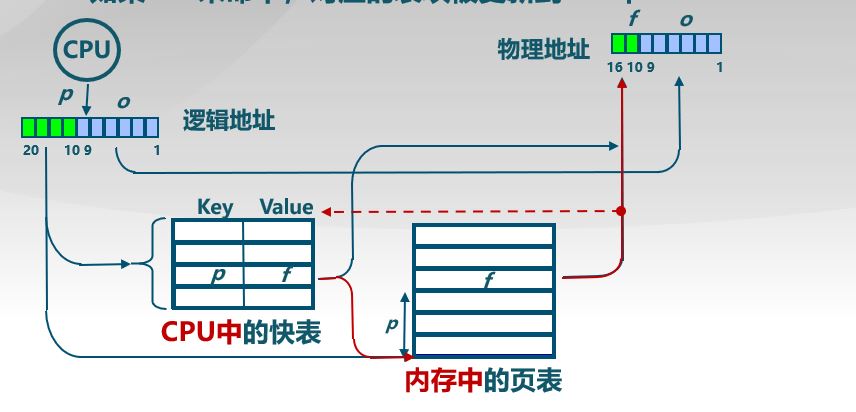 f o
物理地址
16 10 9 1
CPU
p o
逻辑地址
20 10 9 1
Key Value
p f
CPU中的快表
f
p
内存中的页表